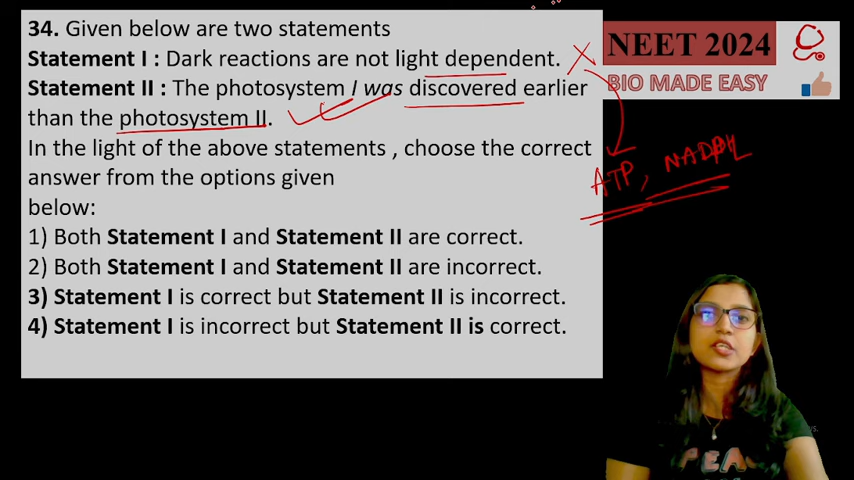 34. Given below are two statements
Statement I : Dark reactions are not light dependent.
Statement II : The photosystem I was discovered earlier
than the photosystem II.
In the light of the above statements , choose the correct
answer from the options given
below:
1) Both Statement I and Statement II are correct.
2) Both Statement I and Statement II are incorrect.
3) Statement I is correct but Statement II is incorrect.
4) Statement I is incorrect but Statement II is correct.
NEET 2024
BIO MADE EASY
ATP, NADPH